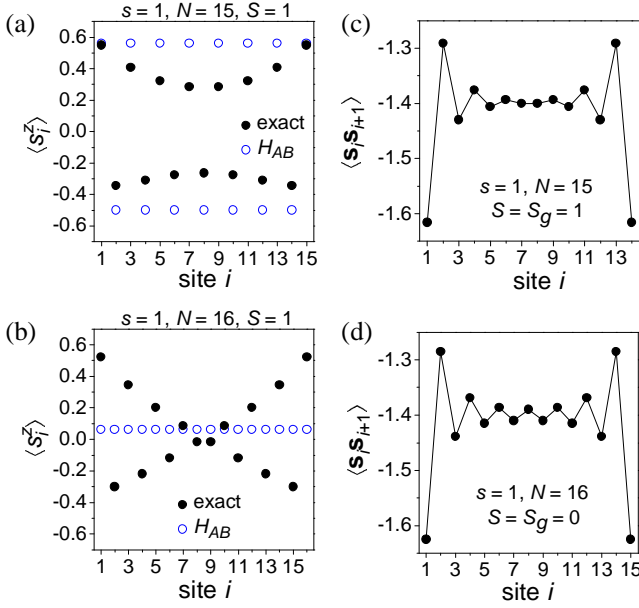 (a)
s = 1, N = 15, S = 1
0.6
0.4
0.2
0.0
-0.2
-0.4
-0.6
⟨s_i^z⟩
exact
H_AB
1 3 5 7 9 11 13 15
site i
(c)
-1.3
-1.4
-1.5
-1.6
⟨s_i s_{i+1}⟩
s = 1, N = 15
S = S_g = 1
1 3 5 7 9 11 13
site i
(b)
s = 1, N = 16, S = 1
0.6
0.4
0.2
0.0
-0.2
-0.4
-0.6
⟨s_i^z⟩
exact
H_AB
1 3 5 7 9 11 13 15
site i
(d)
-1.3
-1.4
-1.5
-1.6
⟨s_i s_{i+1}⟩
s = 1, N = 16
S = S_g = 0
1 3 5 7 9 11 13 15
site i